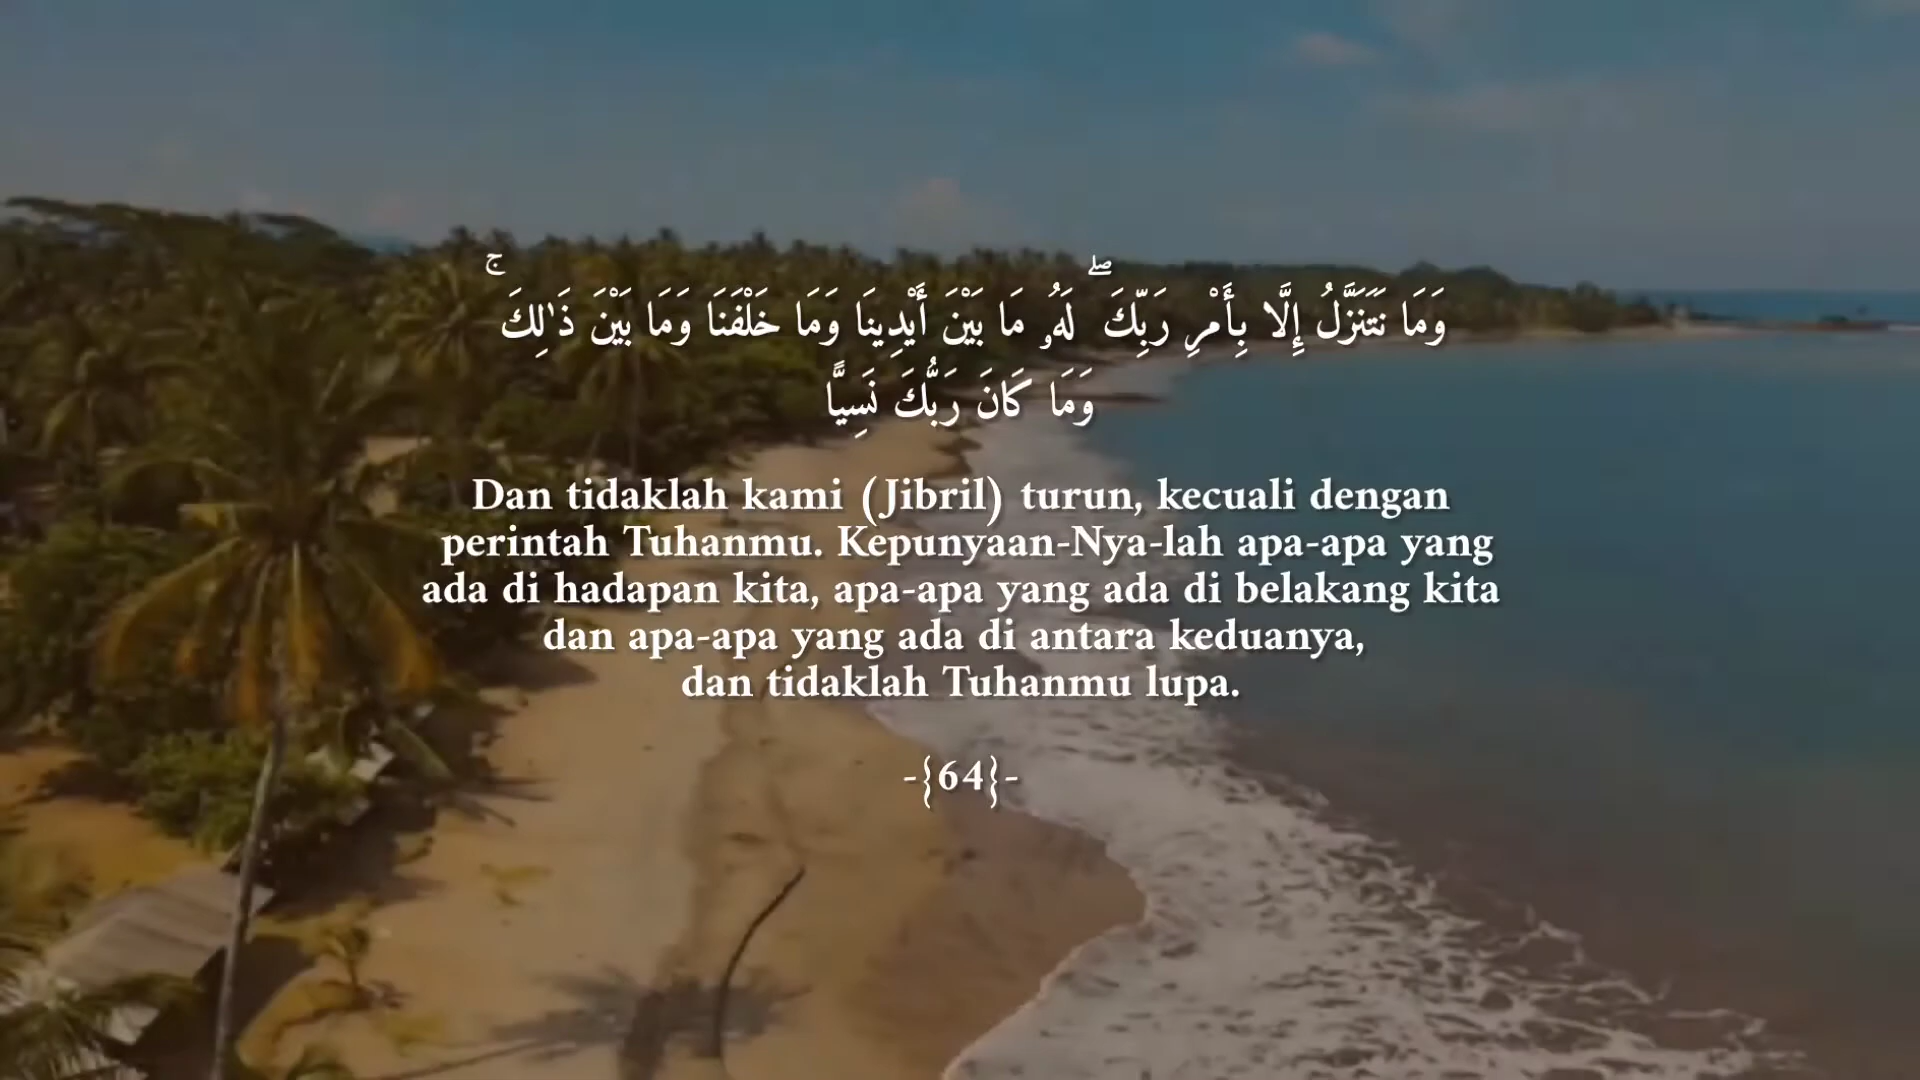 وَمَا نَتَنَزَّلُ إِلَّا بِأَمْرِ رَبِّكَ ۖ لَهُۥ مَا بَيْنَ أَيْدِينَا وَمَا خَلْفَنَا وَمَا بَيْنَ ذَٰلِكَ ۚ
وَمَا كَانَ رَبُّكَ نَسِيًّا
Dan tidaklah kami (Jibril) turun, kecuali dengan
perintah Tuhanmu. Kepunyaan-Nya-lah apa-apa yang
ada di hadapan kita, apa-apa yang ada di belakang kita
dan apa-apa yang ada di antara keduanya,
dan tidaklah Tuhanmu lupa.
-{64}-